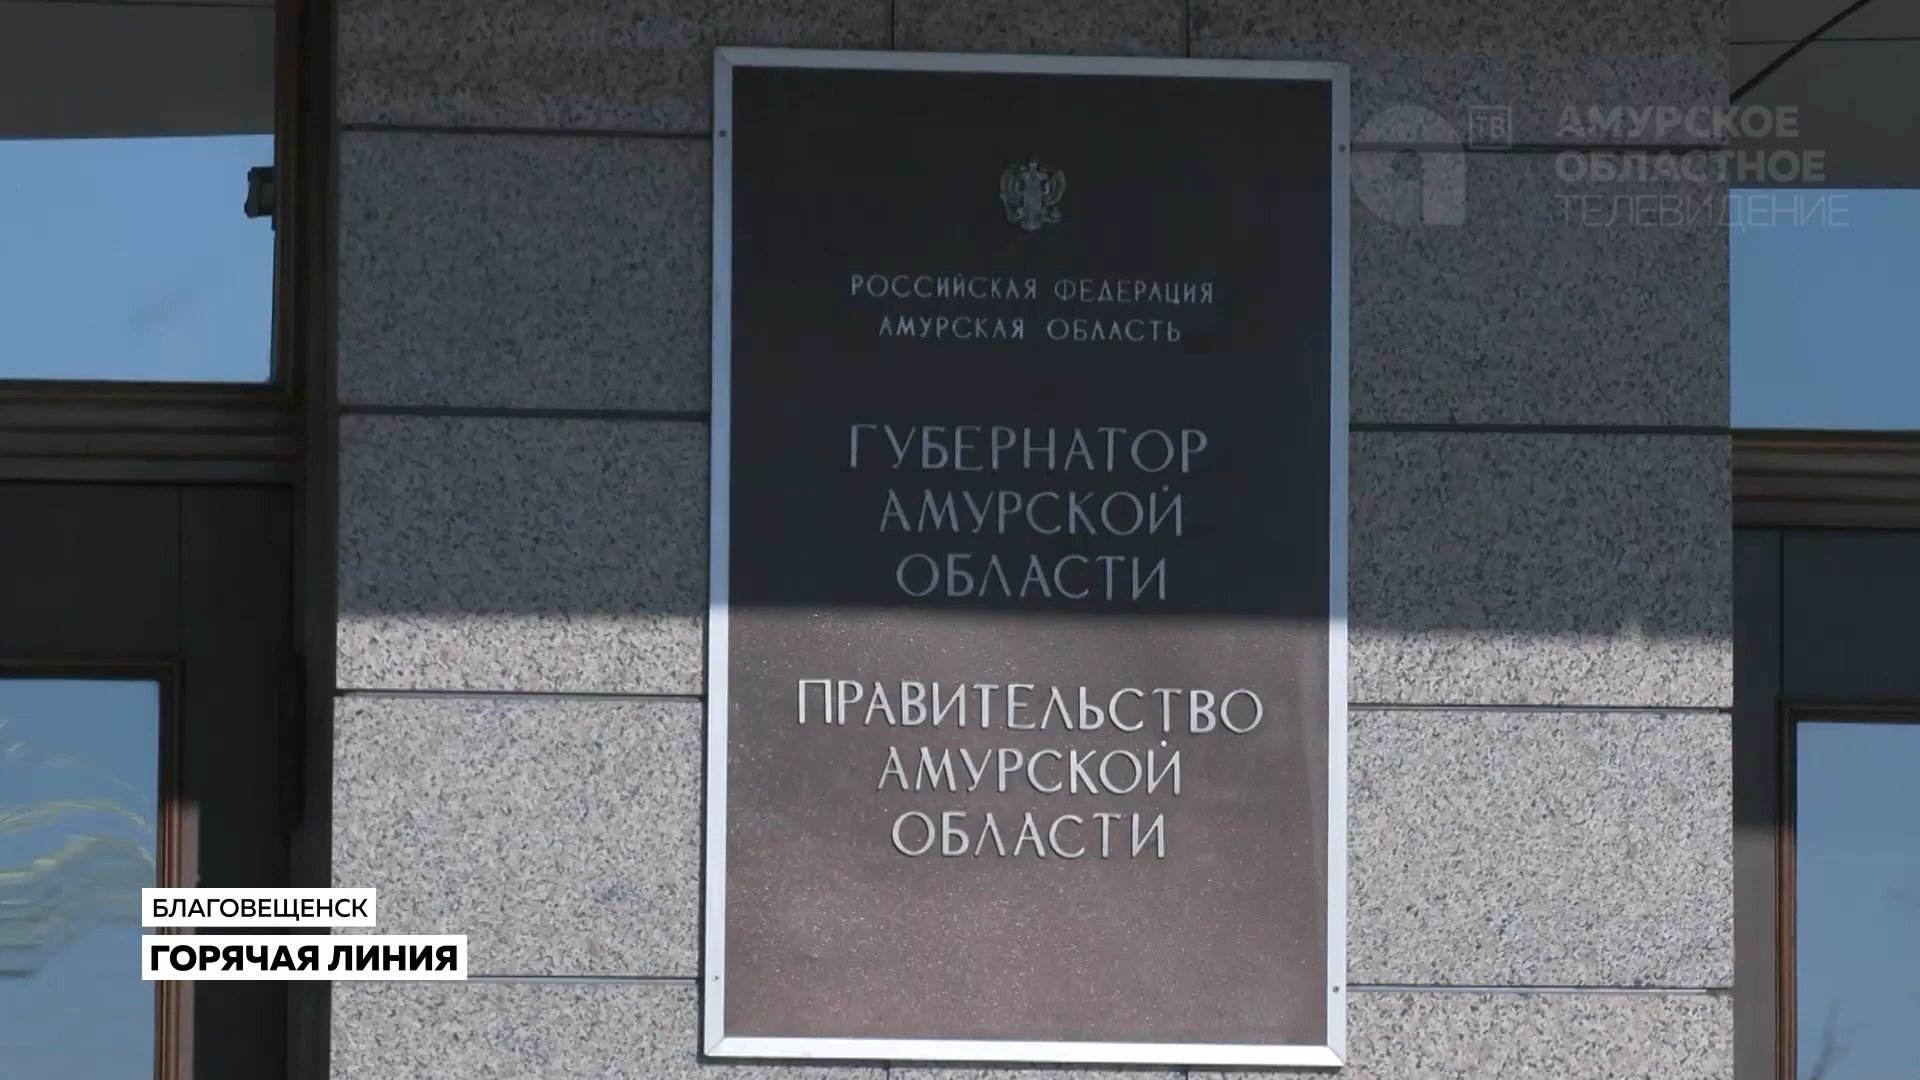 ТВ
АМУРСКОЕ
ОБЛАСТНОЕ
ТЕЛЕВИДЕНИЕ
РОССИЙСКАЯ ФЕДЕРАЦИЯ
АМУРСКАЯ ОБЛАСТЬ
ГУБЕРНАТОР
АМУРСКОЙ
ОБЛАСТИ
ПРАВИТЕЛЬСТВО
АМУРСКОЙ
ОБЛАСТИ
БЛАГОВЕЩЕНСК
ГОРЯЧАЯ ЛИНИЯ